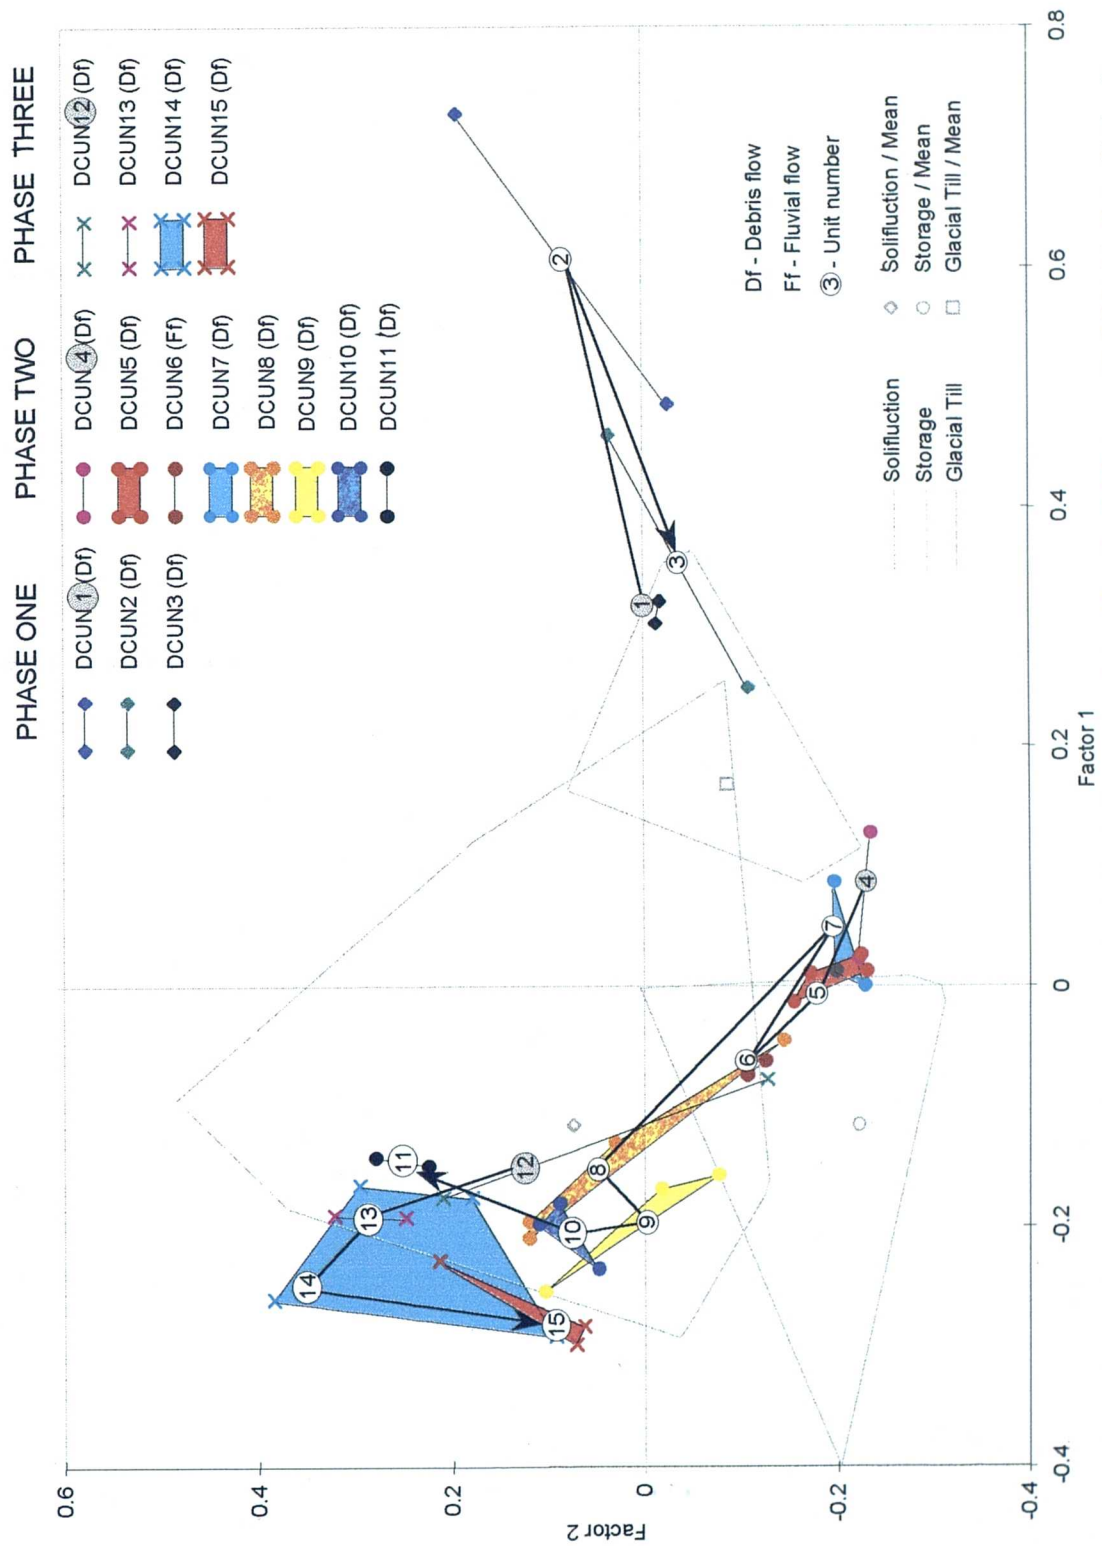 PHASE ONE
PHASE TWO
PHASE THREE
DCUN 1 (Df)
DCUN2 (Df)
DCUN3 (Df)
DCUN 4 (Df)
DCUN5 (Df)
DCUN6 (Ff)
DCUN7 (Df)
DCUN8 (Df)
DCUN9 (Df)
DCUN10 (Df)
DCUN11 (Df)
DCUN12 (Df)
DCUN13 (Df)
DCUN14 (Df)
DCUN15 (Df)
0.6
0.4
0.2
0
-0.2
-0.4
Factor 2
14
13
11
12
15
10
9
8
6
5
7
4
1
3
2
Df - Debris flow
Ff - Fluvial flow
3 - Unit number
Solifluction
Storage
Glacial Till
Solifluction / Mean
Storage / Mean
Glacial Till / Mean
-0.4
-0.2
0
0.2
0.4
0.6
0.8
Factor 1